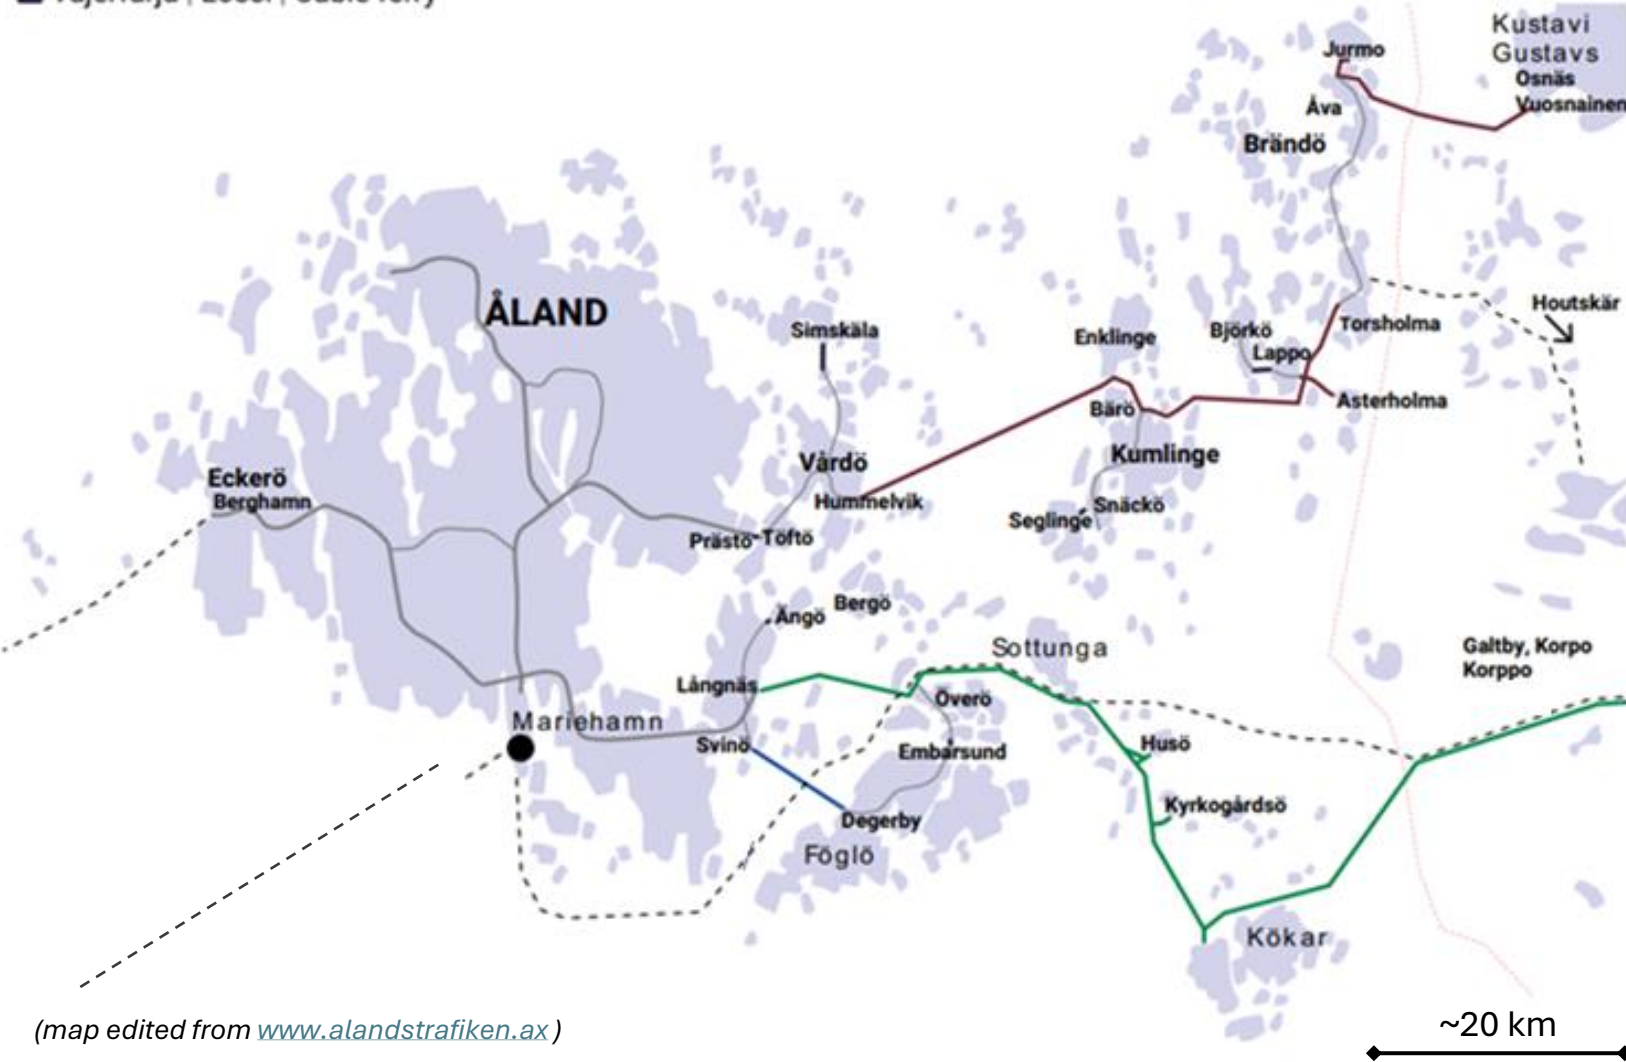 Kustavi
Gustavs
Jurmo
Osnäs
Vuosnainen
Åva
Brändö
ÅLAND
Houtskär
Simskäla
Enklinge
Björkö
Torsholma
Lappo
Bärö
Asterholma
Kumlinge
Vårdö
Eckerö
Berghamn
Hummelvik
Snäckö
Seglinge
Prästö
Töftö
Ängö
Bergö
Sottunga
Galtby, Korpo
Korppo
Långnäs
Överö
Mariehamn
Svinö
Embarsund
Husö
Kyrkogårdsö
Degerby
Föglö
Kökar
~20 km
(map edited from www.alandstrafiken.ax)